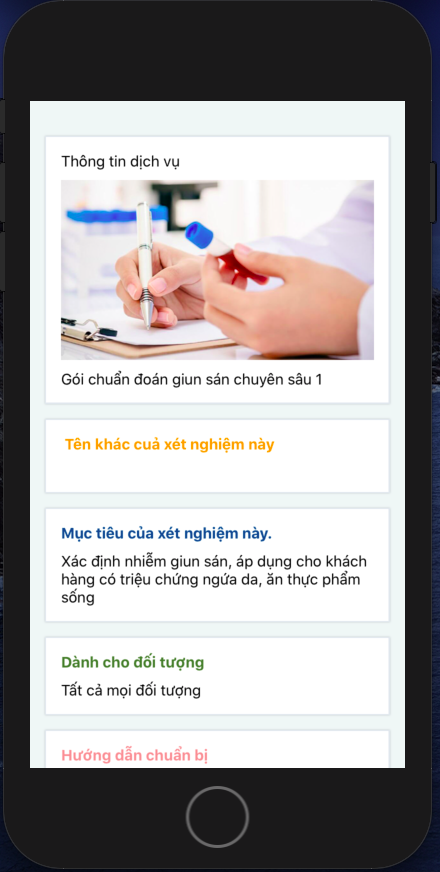 Thông tin dịch vụ
Gói chuẩn đoán giun sán chuyên sâu 1
Tên khác cuả xét nghiệm này
Mục tiêu của xét nghiệm này.
Xác định nhiễm giun sán, áp dụng cho khách
hàng có triệu chứng ngứa da, ăn thực phẩm
sống
Dành cho đối tượng
Tất cả mọi đối tượng
Hướng dẫn chuẩn bị